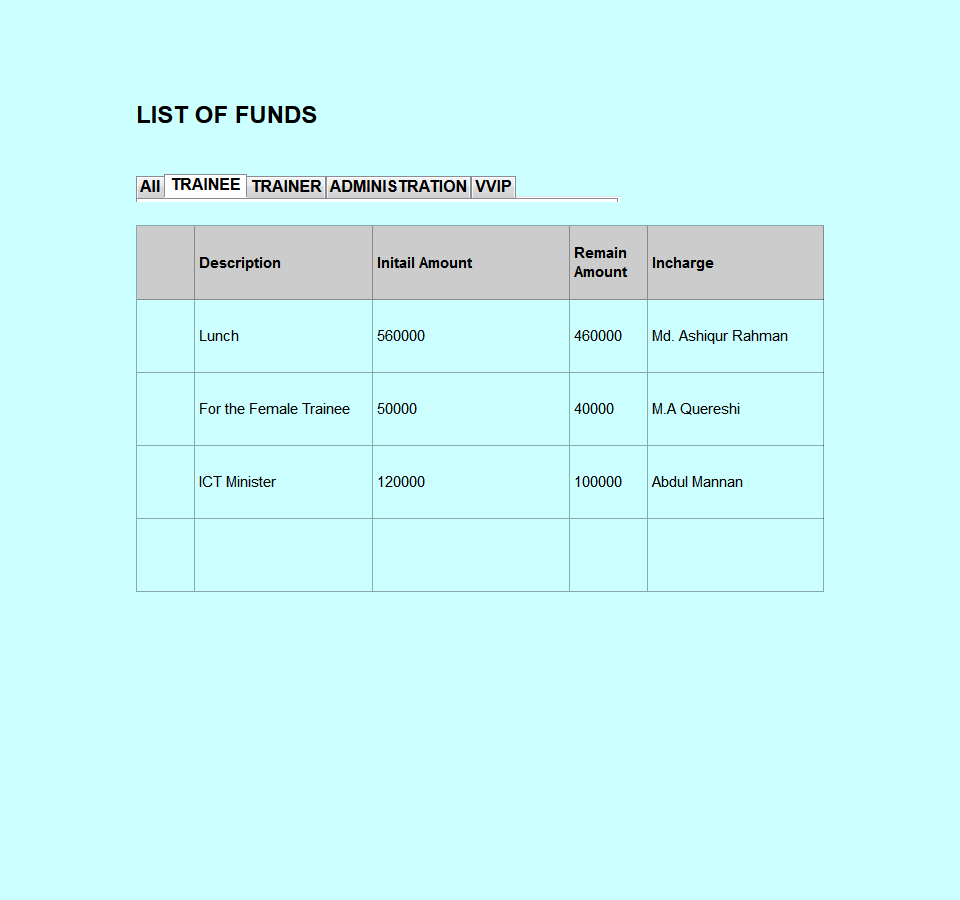 LIST OF FUNDS
All TRAINEE TRAINER ADMINISTRATION VVIP
Description Initail Amount Remain Amount Incharge
Lunch 560000 460000 Md. Ashiqur Rahman
For the Female Trainee 50000 40000 M.A Quereshi
ICT Minister 120000 100000 Abdul Mannan